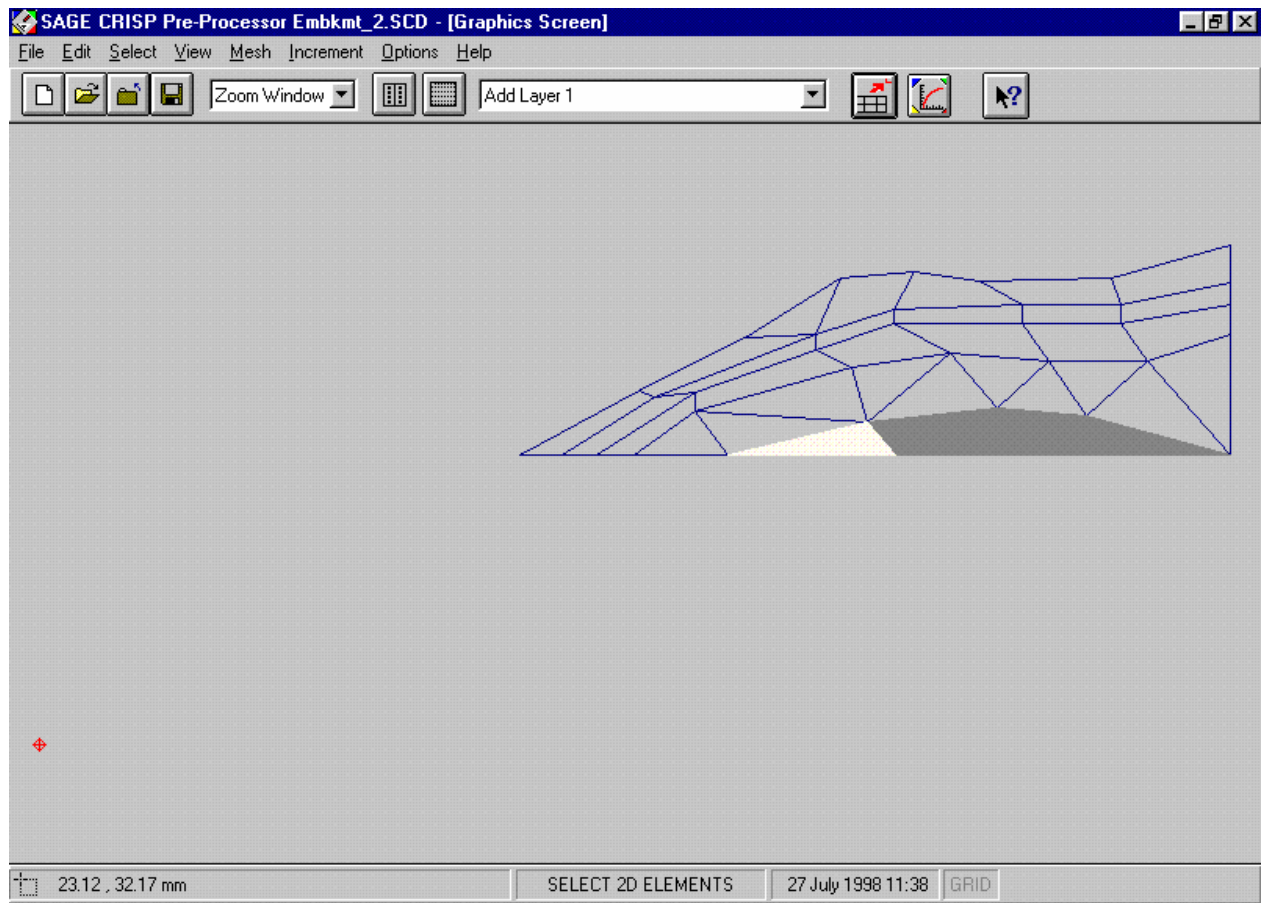 SAGE CRISP Pre-Processor Embkmt_2.SCD - [Graphics Screen]
File Edit Select View Mesh Increment Options Help
Zoom Window Add Layer 1 ?
23.12 , 32.17 mm SELECT 2D ELEMENTS 27 July 1998 11:38 GRID